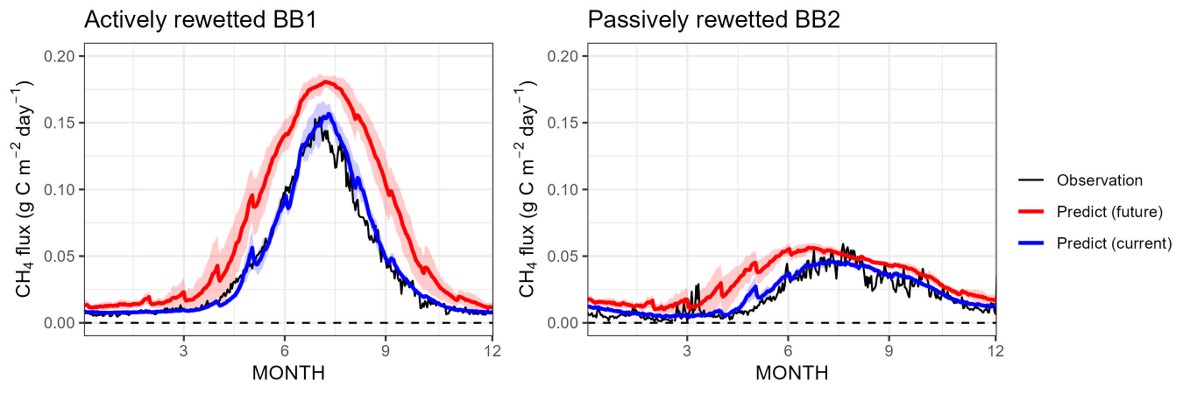 Actively rewetted BB1
Passively rewetted BB2
CH₄ flux (g C m⁻² day⁻¹)
0.20
0.15
0.10
0.05
0.00
3 6 9 12
MONTH
CH₄ flux (g C m⁻² day⁻¹)
0.20
0.15
0.10
0.05
0.00
3 6 9 12
MONTH
Observation
Predict (future)
Predict (current)